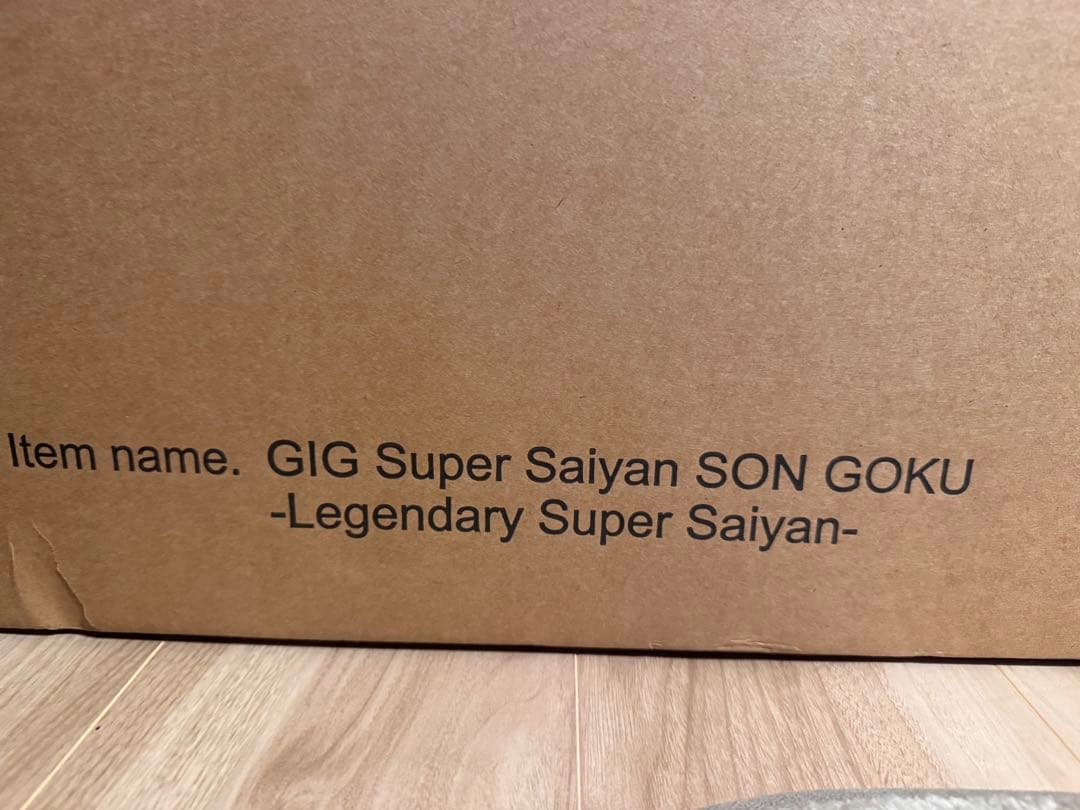 Item name. GIG Super Saiyan SON GOKU
-Legendary Super Saiyan-